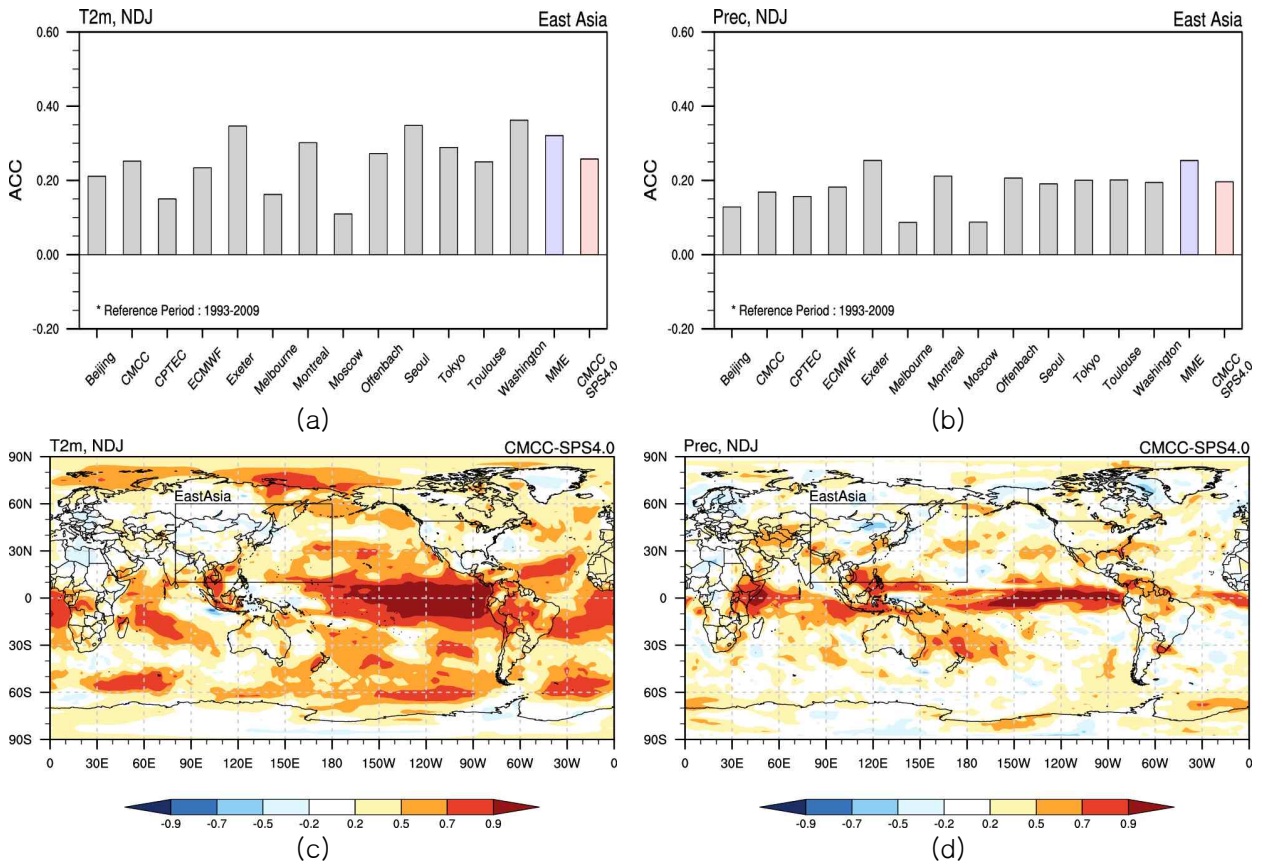 T2m, NDJ East Asia
0.60
0.40
0.20
0.00
-0.20
ACC
* Reference Period : 1993-2009
Beijing CMCC CPTEC ECMWF Exeter Melbourne Montreal Moscow Offenbach Seoul Tokyo Toulouse Washington MME CMCC SPS4.0
(a)
Prec, NDJ East Asia
0.60
0.40
0.20
0.00
-0.20
ACC
* Reference Period : 1993-2009
Beijing CMCC CPTEC ECMWF Exeter Melbourne Montreal Moscow Offenbach Seoul Tokyo Toulouse Washington MME CMCC SPS4.0
(b)
T2m, NDJ CMCC-SPS4.0
90N
60N
30N
0
30S
60S
90S
EastAsia
0 30E 60E 90E 120E 150E 180 150W 120W 90W 60W 30W 0
-0.9 -0.7 -0.5 -0.2 0.2 0.5 0.7 0.9
(c)
Prec, NDJ CMCC-SPS4.0
90N
60N
30N
0
30S
60S
90S
EastAsia
0 30E 60E 90E 120E 150E 180 150W 120W 90W 60W 30W 0
-0.9 -0.7 -0.5 -0.2 0.2 0.5 0.7 0.9
(d)